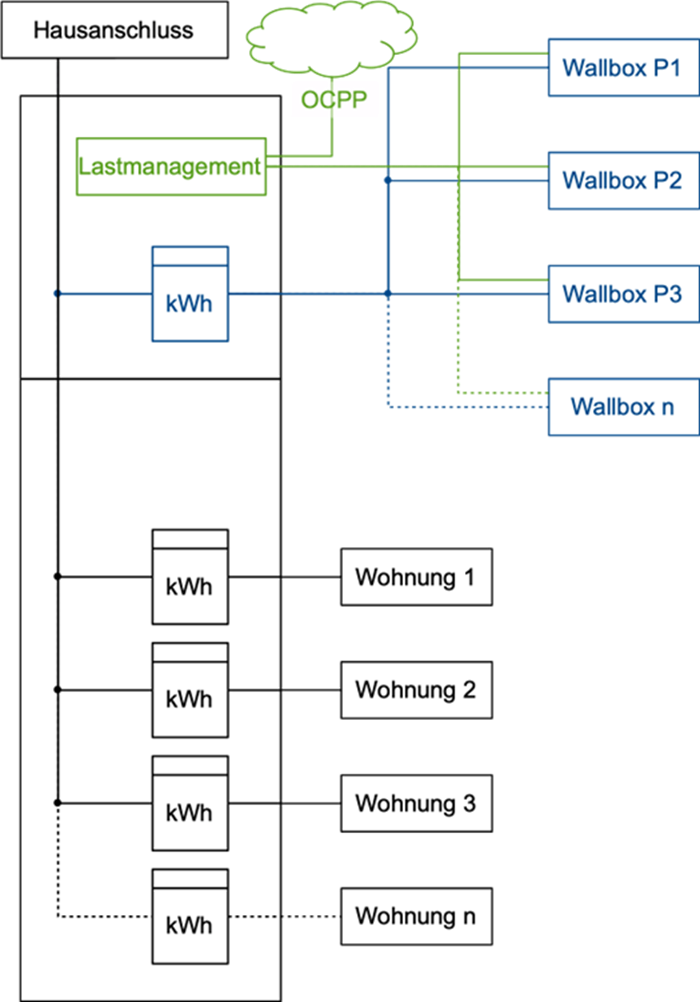 Hausanschluss
OCPP
Wallbox P1
Lastmanagement
Wallbox P2
kWh
Wallbox P3
Wallbox n
kWh
Wohnung 1
kWh
Wohnung 2
kWh
Wohnung 3
kWh
Wohnung n